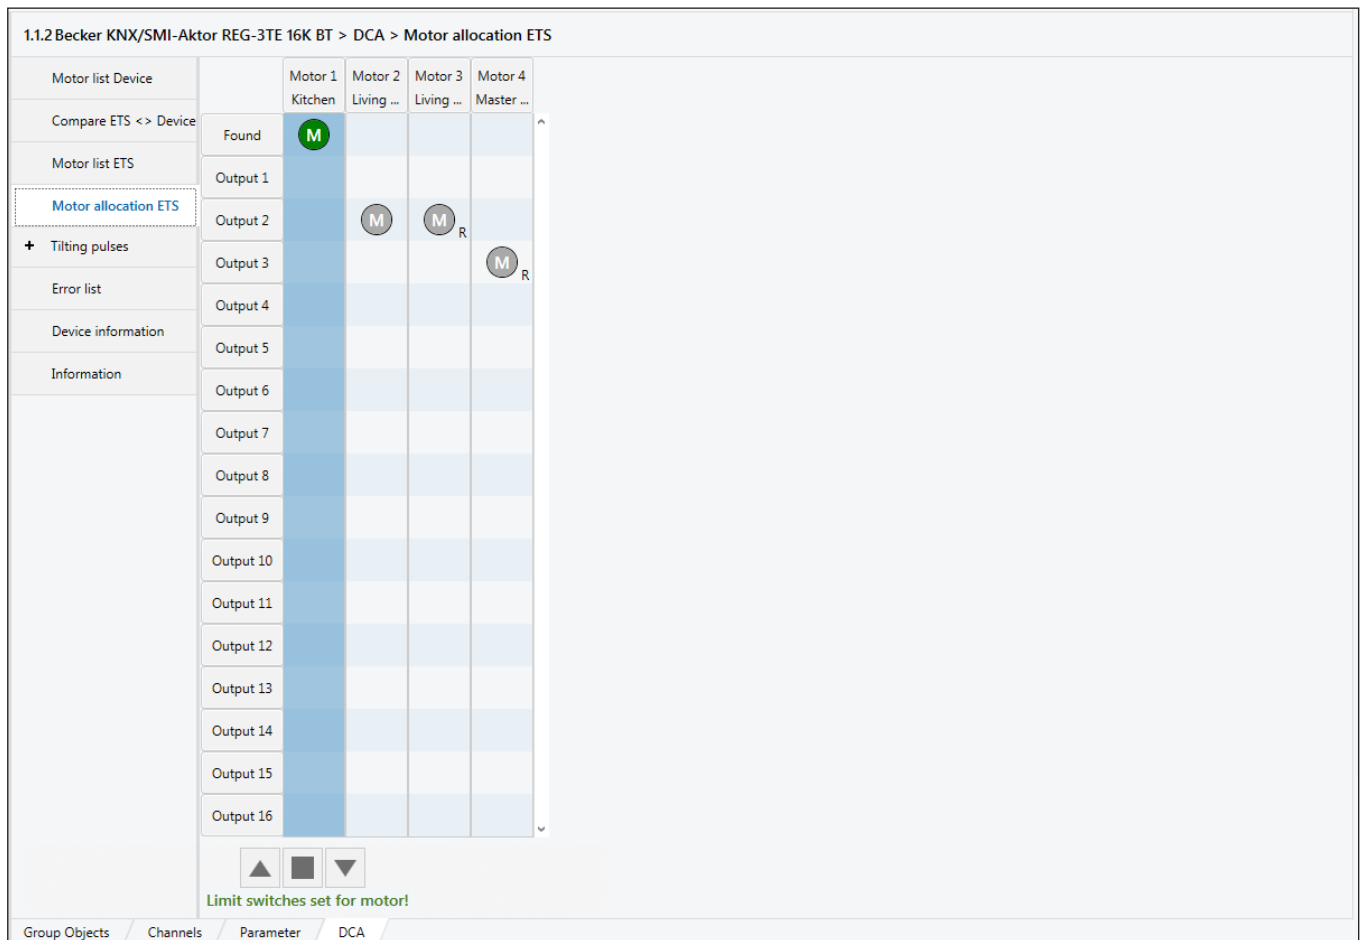 1.1.2 Becker KNX/SMI-Aktor REG-3TE 16K BT > DCA > Motor allocation ETS
Motor list Device
Compare ETS <> Device
Motor list ETS
Motor allocation ETS
+ Tilting pulses
Error list
Device information
Information
Motor 1 Motor 2 Motor 3 Motor 4
Kitchen Living ... Living ... Master ...
Found M
Output 1
Output 2 M M R
Output 3 M R
Output 4
Output 5
Output 6
Output 7
Output 8
Output 9
Output 10
Output 11
Output 12
Output 13
Output 14
Output 15
Output 16
Limit switches set for motor!
Group Objects / Channels / Parameter / DCA